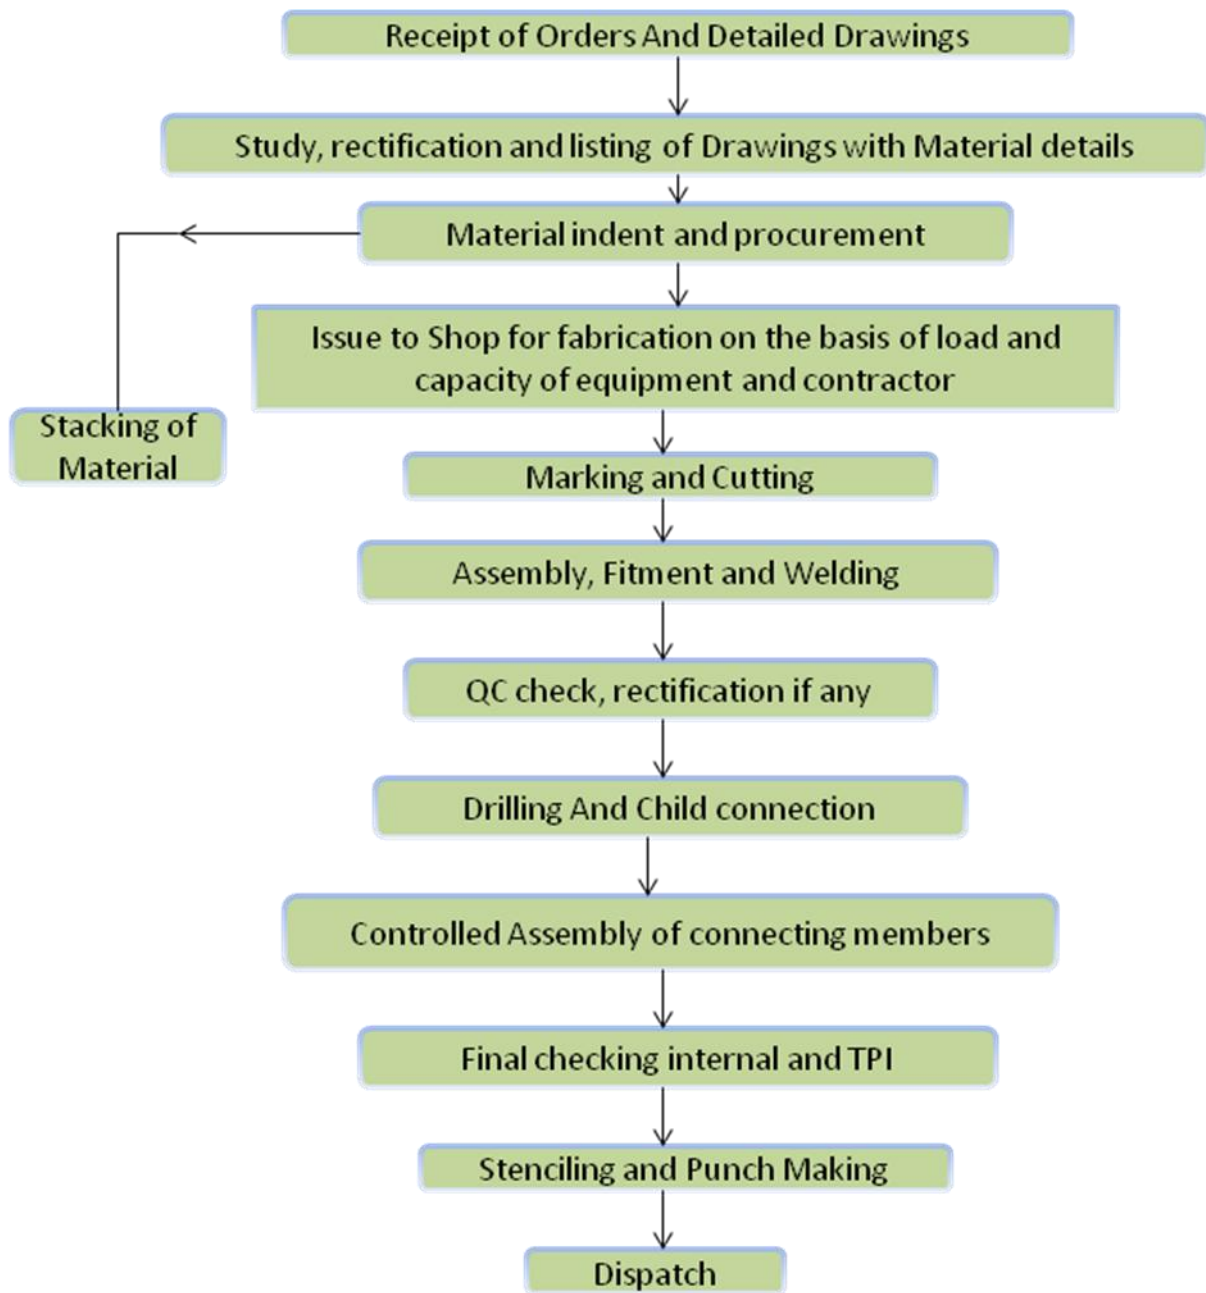 Receipt of Orders And Detailed Drawings
Study, rectification and listing of Drawings with Material details
Material indent and procurement
Issue to Shop for fabrication on the basis of load and
capacity of equipment and contractor
Stacking of
Material
Marking and Cutting
Assembly, Fitment and Welding
QC check, rectification if any
Drilling And Child connection
Controlled Assembly of connecting members
Final checking internal and TPI
Stenciling and Punch Making
Dispatch